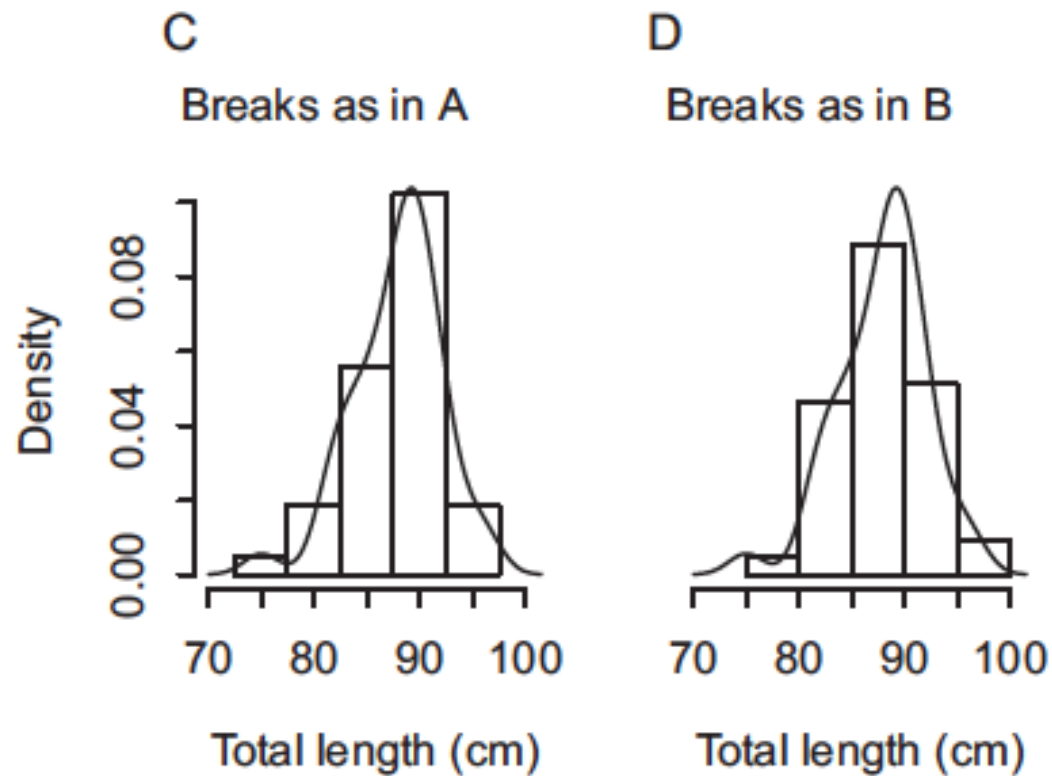 C
Breaks as in A
Density
0.00
0.04
0.08
70 80 90 100
Total length (cm)
D
Breaks as in B
70 80 90 100
Total length (cm)